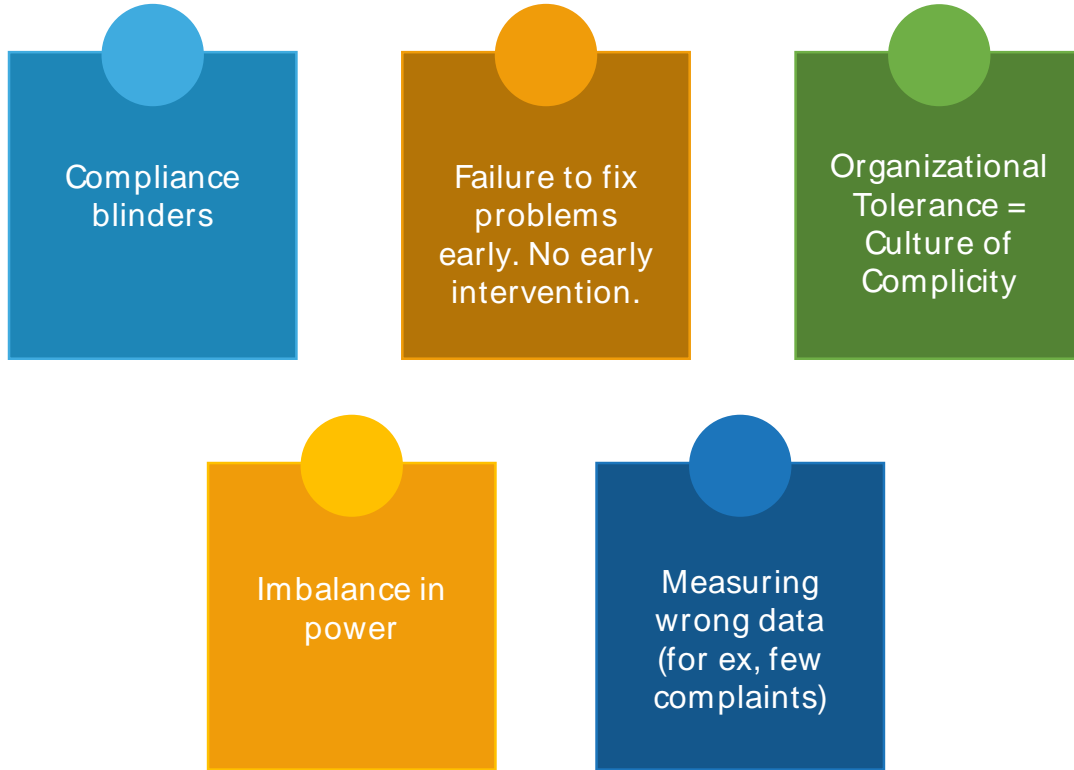 Compliance
blinders
Failure to fix
problems
early. No early
intervention.
Organizational
Tolerance =
Culture of
Complicity
Imbalance in
power
Measuring
wrong data
(for ex, few
complaints)